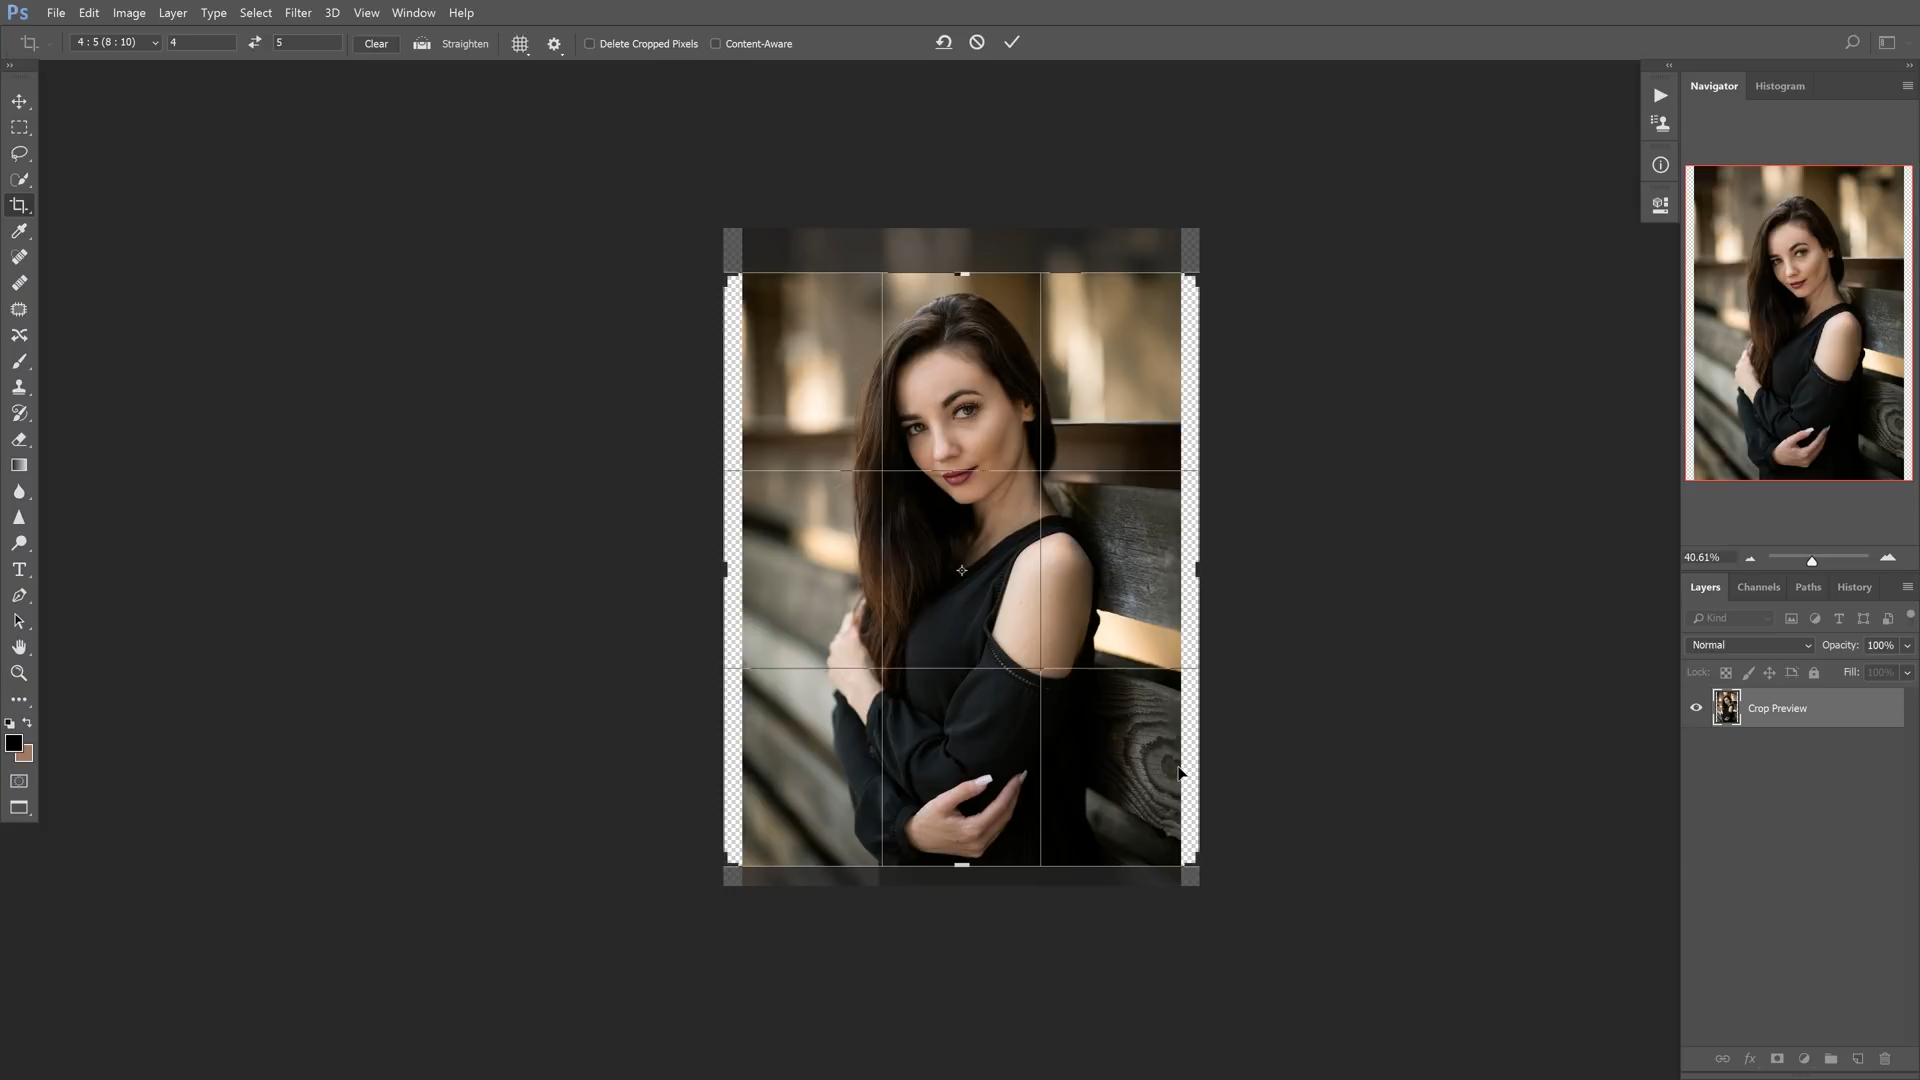 Ps File Edit Image Layer Type Select Filter 3D View Window Help
4 : 5 (8 : 10) 4 5 Clear Straighten Delete Cropped Pixels Content-Aware
Navigator Histogram
40.61%
Layers Channels Paths History
Kind
Normal Opacity: 100%
Lock: Fill: 100%
Crop Preview
fx